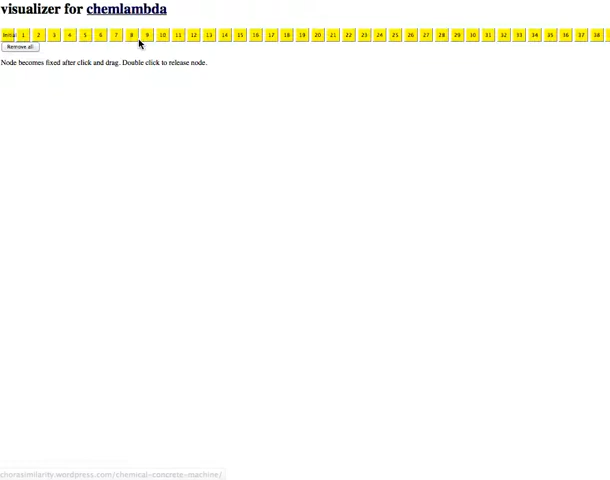 visualizer for chemlambda
Initial 1 2 3 4 5 6 7 8 9 10 11 12 13 14 15 16 17 18 19 20 21 22 23 24 25 26 27 28 29 30 31 32 33 34 35 36 37 38
Remove all
Node becomes fixed after click and drag. Double click to release node.
chorasimilarity.wordpress.com/chemical-concrete-machine/